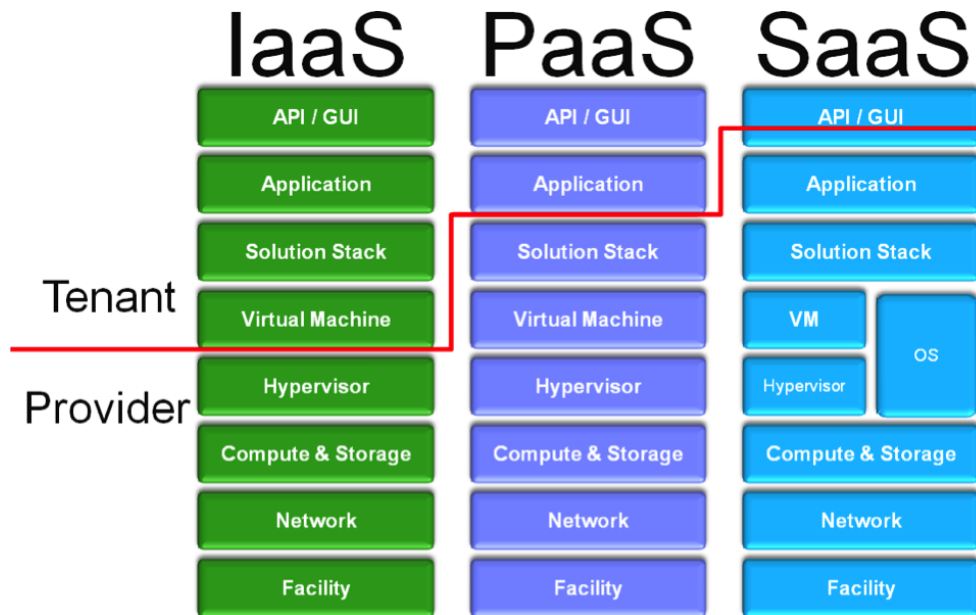 IaaS PaaS SaaS
API / GUI API / GUI API / GUI
Application Application Application
Solution Stack Solution Stack Solution Stack
Tenant
Virtual Machine Virtual Machine VM
OS
Provider
Hypervisor Hypervisor Hypervisor
Compute & Storage Compute & Storage Compute & Storage
Network Network Network
Facility Facility Facility